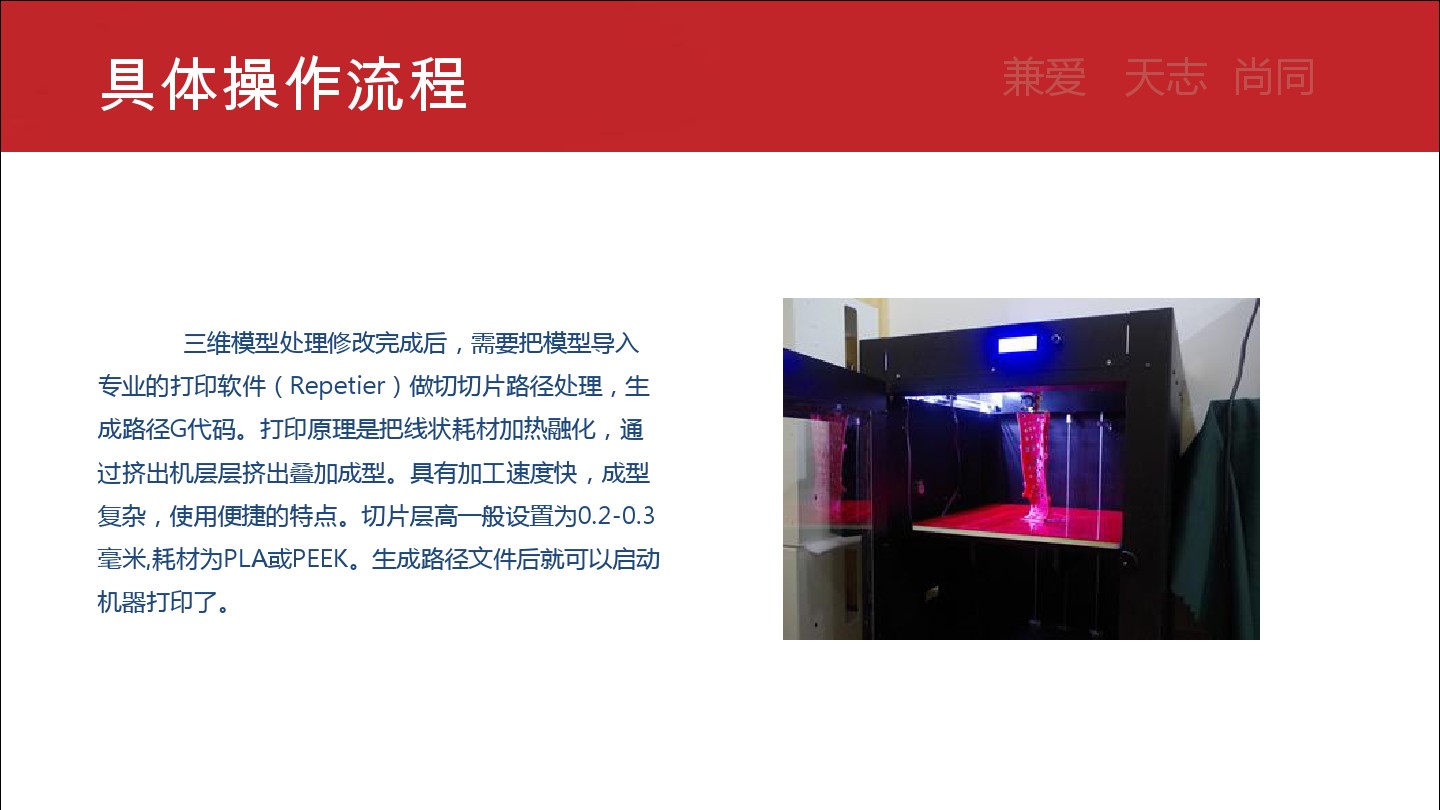 具体操作流程
兼爱 天志 尚同
三维模型处理修改完成后，需要把模型导入
专业的打印软件（Repetier）做切切片路径处理，生
成路径G代码。打印原理是把线状耗材加热融化，通
过挤出机层层挤出叠加成型。具有加工速度快，成型
复杂，使用便捷的特点。切片层高一般设置为0.2-0.3
毫米,耗材为PLA或PEEK。生成路径文件后就可以启动
机器打印了。